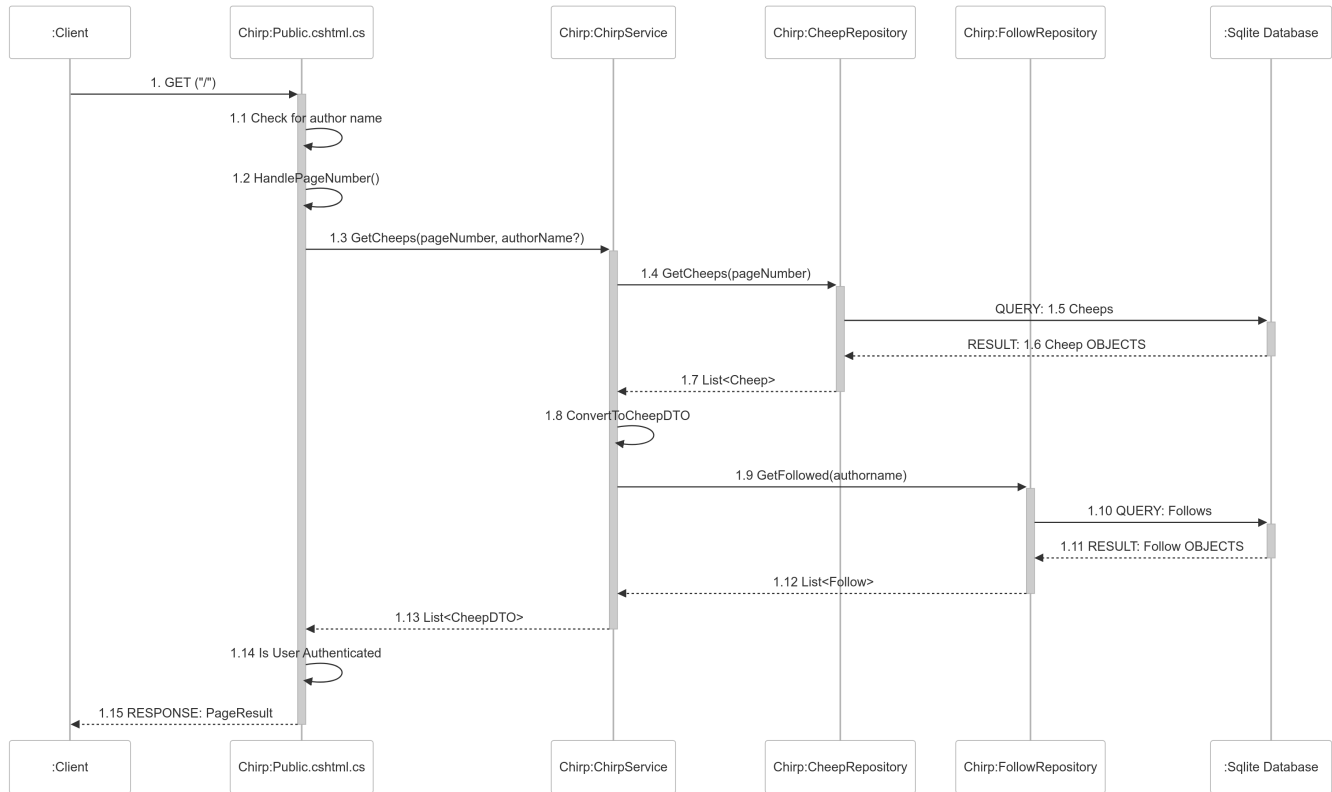 :Client
Chirp:Public.cshtml.cs
Chirp:ChirpService
Chirp:CheepRepository
Chirp:FollowRepository
:Sqlite Database
1. GET ("/")
1.1 Check for author name
1.2 HandlePageNumber()
1.3 GetCheeps(pageNumber, authorName?)
1.4 GetCheeps(pageNumber)
QUERY: 1.5 Cheeps
RESULT: 1.6 Cheep OBJECTS
1.7 List<Cheep>
1.8 ConvertToCheepDTO
1.9 GetFollowed(authorname)
1.10 QUERY: Follows
1.11 RESULT: Follow OBJECTS
1.12 List<Follow>
1.13 List<CheepDTO>
1.14 Is User Authenticated
1.15 RESPONSE: PageResult
:Client
Chirp:Public.cshtml.cs
Chirp:ChirpService
Chirp:CheepRepository
Chirp:FollowRepository
:Sqlite Database